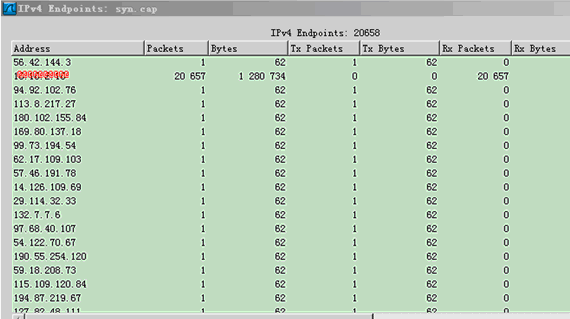 IPv4 Endpoints: syn.cap
IPv4 Endpoints: 20658
Address Packets Bytes Tx Packets Tx Bytes Rx Packets Rx Bytes
56.42.144.3 1 62 1 62 0
20 657 1 280 734 0 0 20 657
94.92.102.76 1 62 1 62 0
113.8.217.27 1 62 1 62 0
180.102.155.84 1 62 1 62 0
169.80.137.18 1 62 1 62 0
99.73.194.54 1 62 1 62 0
62.17.109.103 1 62 1 62 0
57.46.191.78 1 62 1 62 0
14.126.109.69 1 62 1 62 0
29.114.32.33 1 62 1 62 0
132.7.7.6 1 62 1 62 0
97.68.40.107 1 62 1 62 0
54.122.70.67 1 62 1 62 0
190.55.254.120 1 62 1 62 0
59.18.208.73 1 62 1 62 0
115.109.120.84 1 62 1 62 0
194.87.219.67 1 62 1 62 0
127.82.48.111 1 62 1 62 0